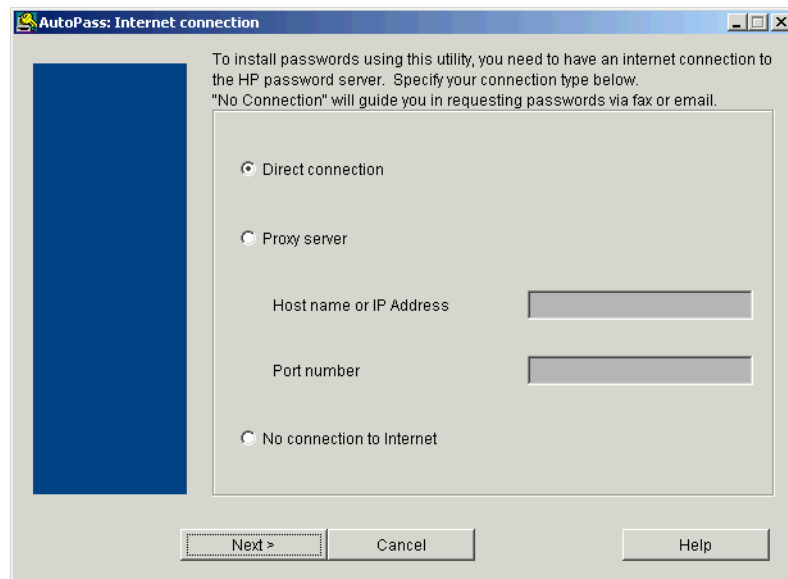 AutoPass: Internet connection
To install passwords using this utility, you need to have an internet connection to
the HP password server. Specify your connection type below.
"No Connection" will guide you in requesting passwords via fax or email.
Direct connection
Proxy server
Host name or IP Address
Port number
No connection to Internet
Next >
Cancel
Help